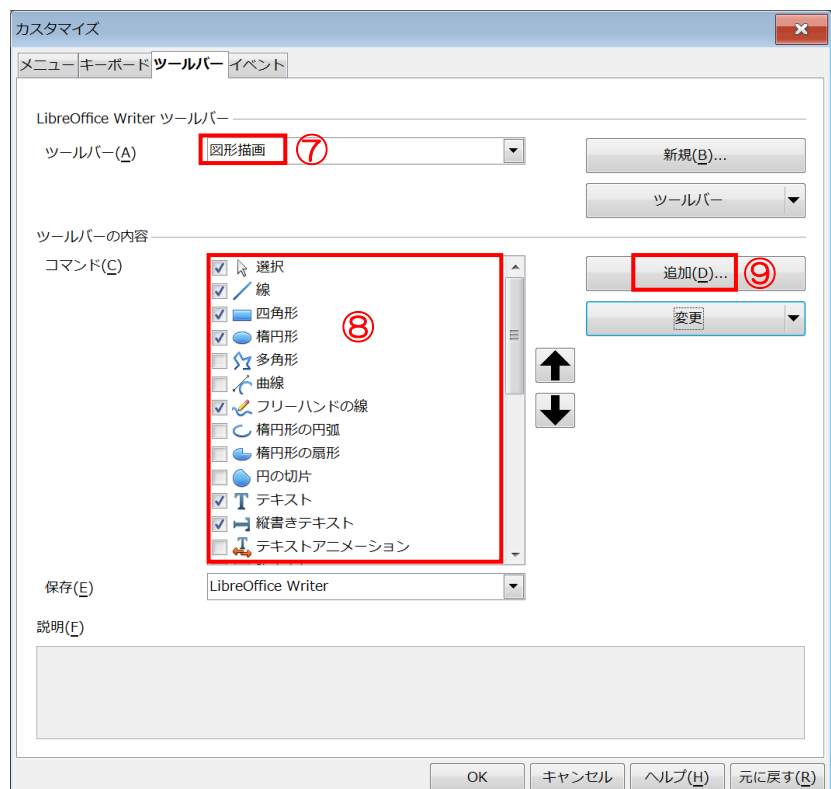 カスタマイズ
メニュー キーボード ツールバー イベント
LibreOffice Writer ツールバー
ツールバー(A) 図形描画 ⑦ 新規(B)...
ツールバー
ツールバーの内容
コマンド(C) 選択 追加(D)... ⑨
線
四角形 ⑧ 変更
楕円形
多角形
曲線
フリーハンドの線
楕円形の円弧
楕円形の扇形
円の切片
テキスト
縦書きテキスト
テキストアニメーション
保存(E) LibreOffice Writer
説明(F)
OK キャンセル ヘルプ(H) 元に戻す(R)